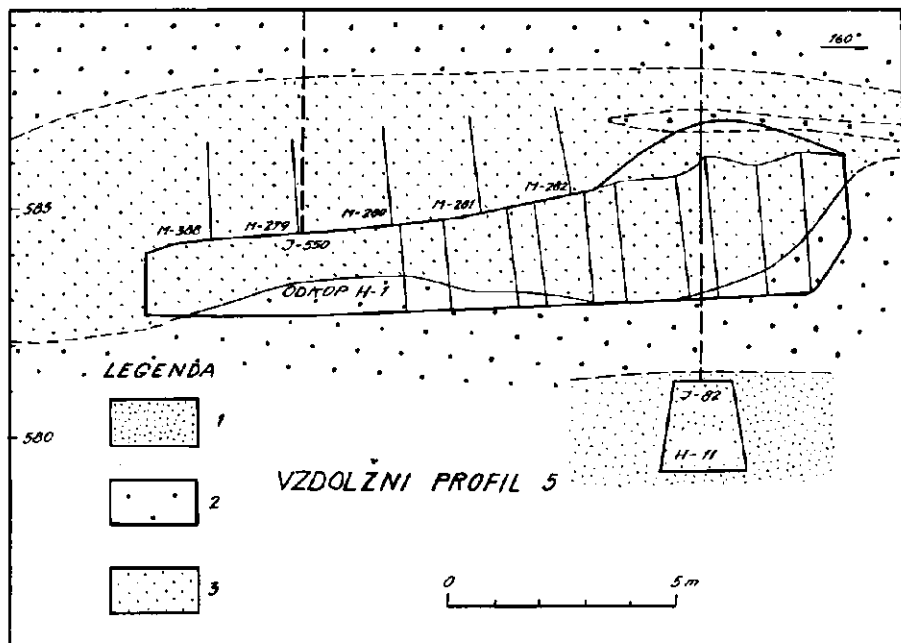 160°
585
M-388
M-279
M-280
M-281
M-282
J-550
ODKOP H-1
LEGENDA
1
580
J-82
H-11
VZDOLŽNI PROFIL 5
2
3
0
5 m